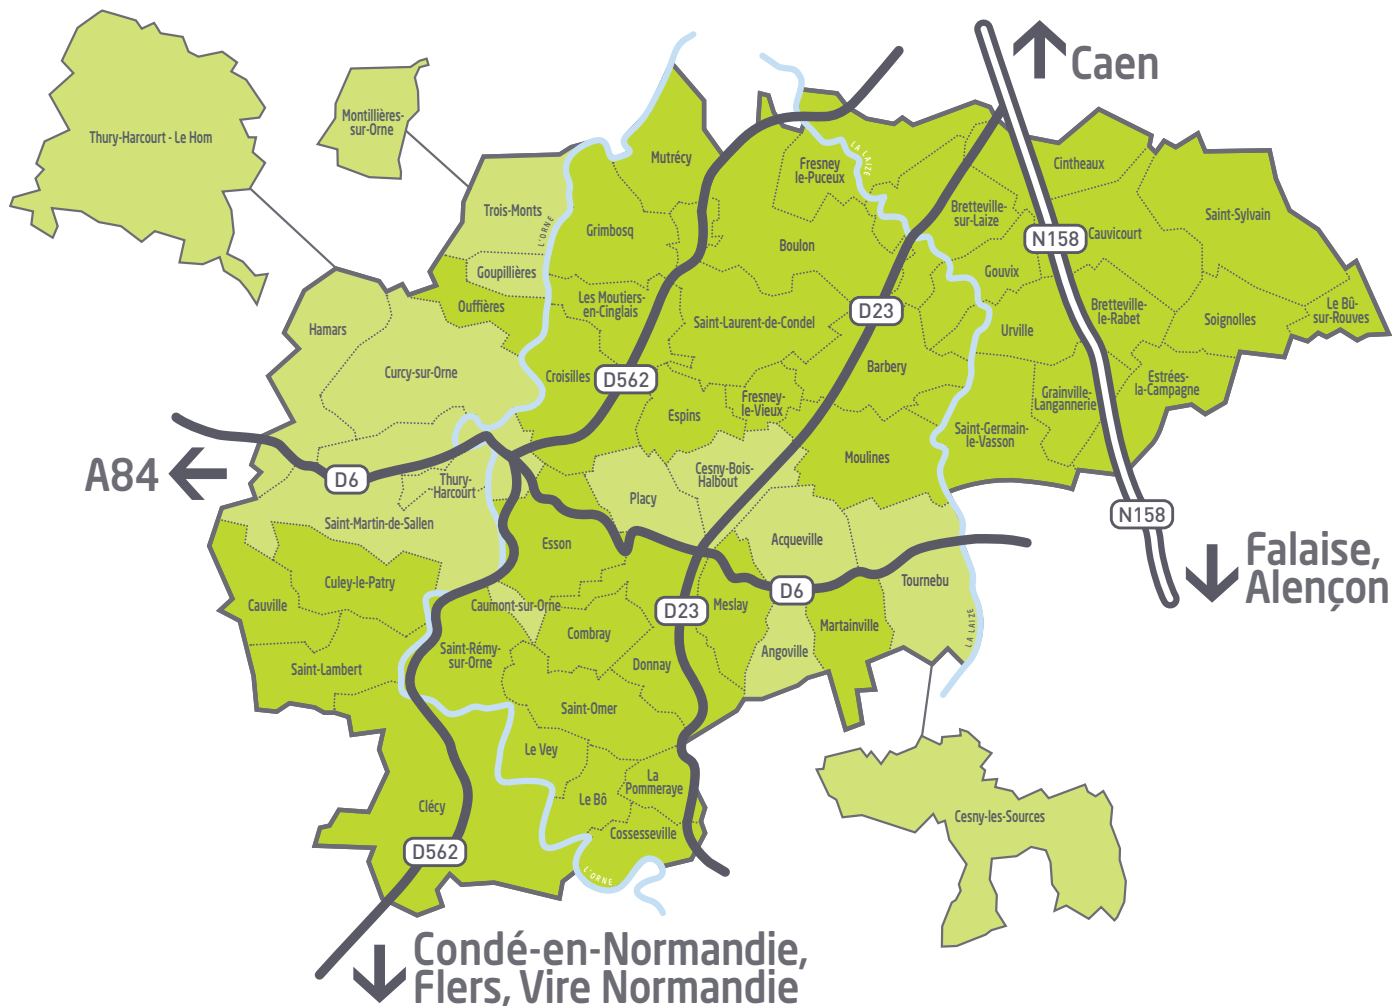 Caen
Thury-Harcourt - Le Hom
Montillières-
sur-Orne
Mutrécy
Fresney
le-Puceux
LA LAIZE
Cintheaux
Trois-Monts
L'ORNE
Grimbosq
Boulon
Bretteville-
sur-Laize
Saint-Sylvain
N158
Cauvicourt
Goupillières
Gouvix
Ouffières
Les Moutiers-
en-Cinglais
Saint-Laurent-de-Condel
D23
Bretteville-
le-Rabet
Soignolles
Le Bû-
sur-Rouves
Hamars
Urville
Curcy-sur-Orne
Croisilles
D562
Barbery
Estrées-
la-Campagne
Fresney-
le-Vieux
Grainville-
Langannerie
Espins
Saint-Germain-
le-Vasson
A84
D6
Thury-
Harcourt
Cesny-Bois-
Halbout
Moulines
Placy
N158
Saint-Martin-de-Sallen
Esson
Acqueville
Falaise,
Alençon
Culey-le-Patry
Tournebu
Cauville
Caumont-sur-Orne
D23
Meslay
D6
Combray
Martainville
LA LAIZE
Saint-Rémy-
sur-Orne
Angoville
Saint-Lambert
Donnay
Saint-Omer
Le Vey
La
Pommeraye
Clécy
Le Bô
Cesny-les-Sources
Cossesseville
D562
L'ORNE
Condé-en-Normandie,
Flers, Vire Normandie